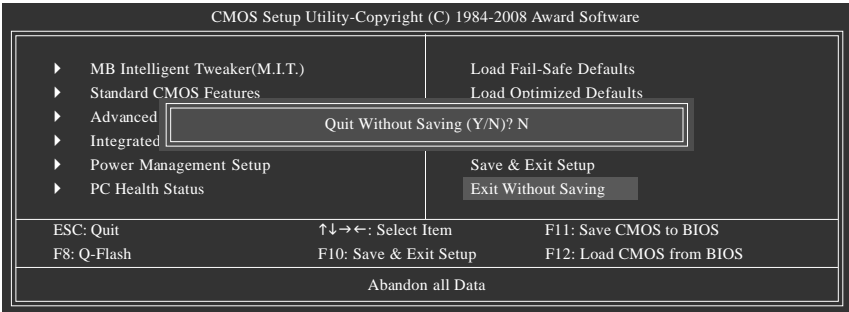 CMOS Setup Utility-Copyright (C) 1984-2008 Award Software
MB Intelligent Tweaker(M.I.T.)
Standard CMOS Features
Advanced
Integrated
Power Management Setup
PC Health Status
Load Fail-Safe Defaults
Load Optimized Defaults
Save & Exit Setup
Exit Without Saving
Quit Without Saving (Y/N)? N
ESC: Quit ↑↓→←: Select Item F11: Save CMOS to BIOS
F8: Q-Flash F10: Save & Exit Setup F12: Load CMOS from BIOS
Abandon all Data